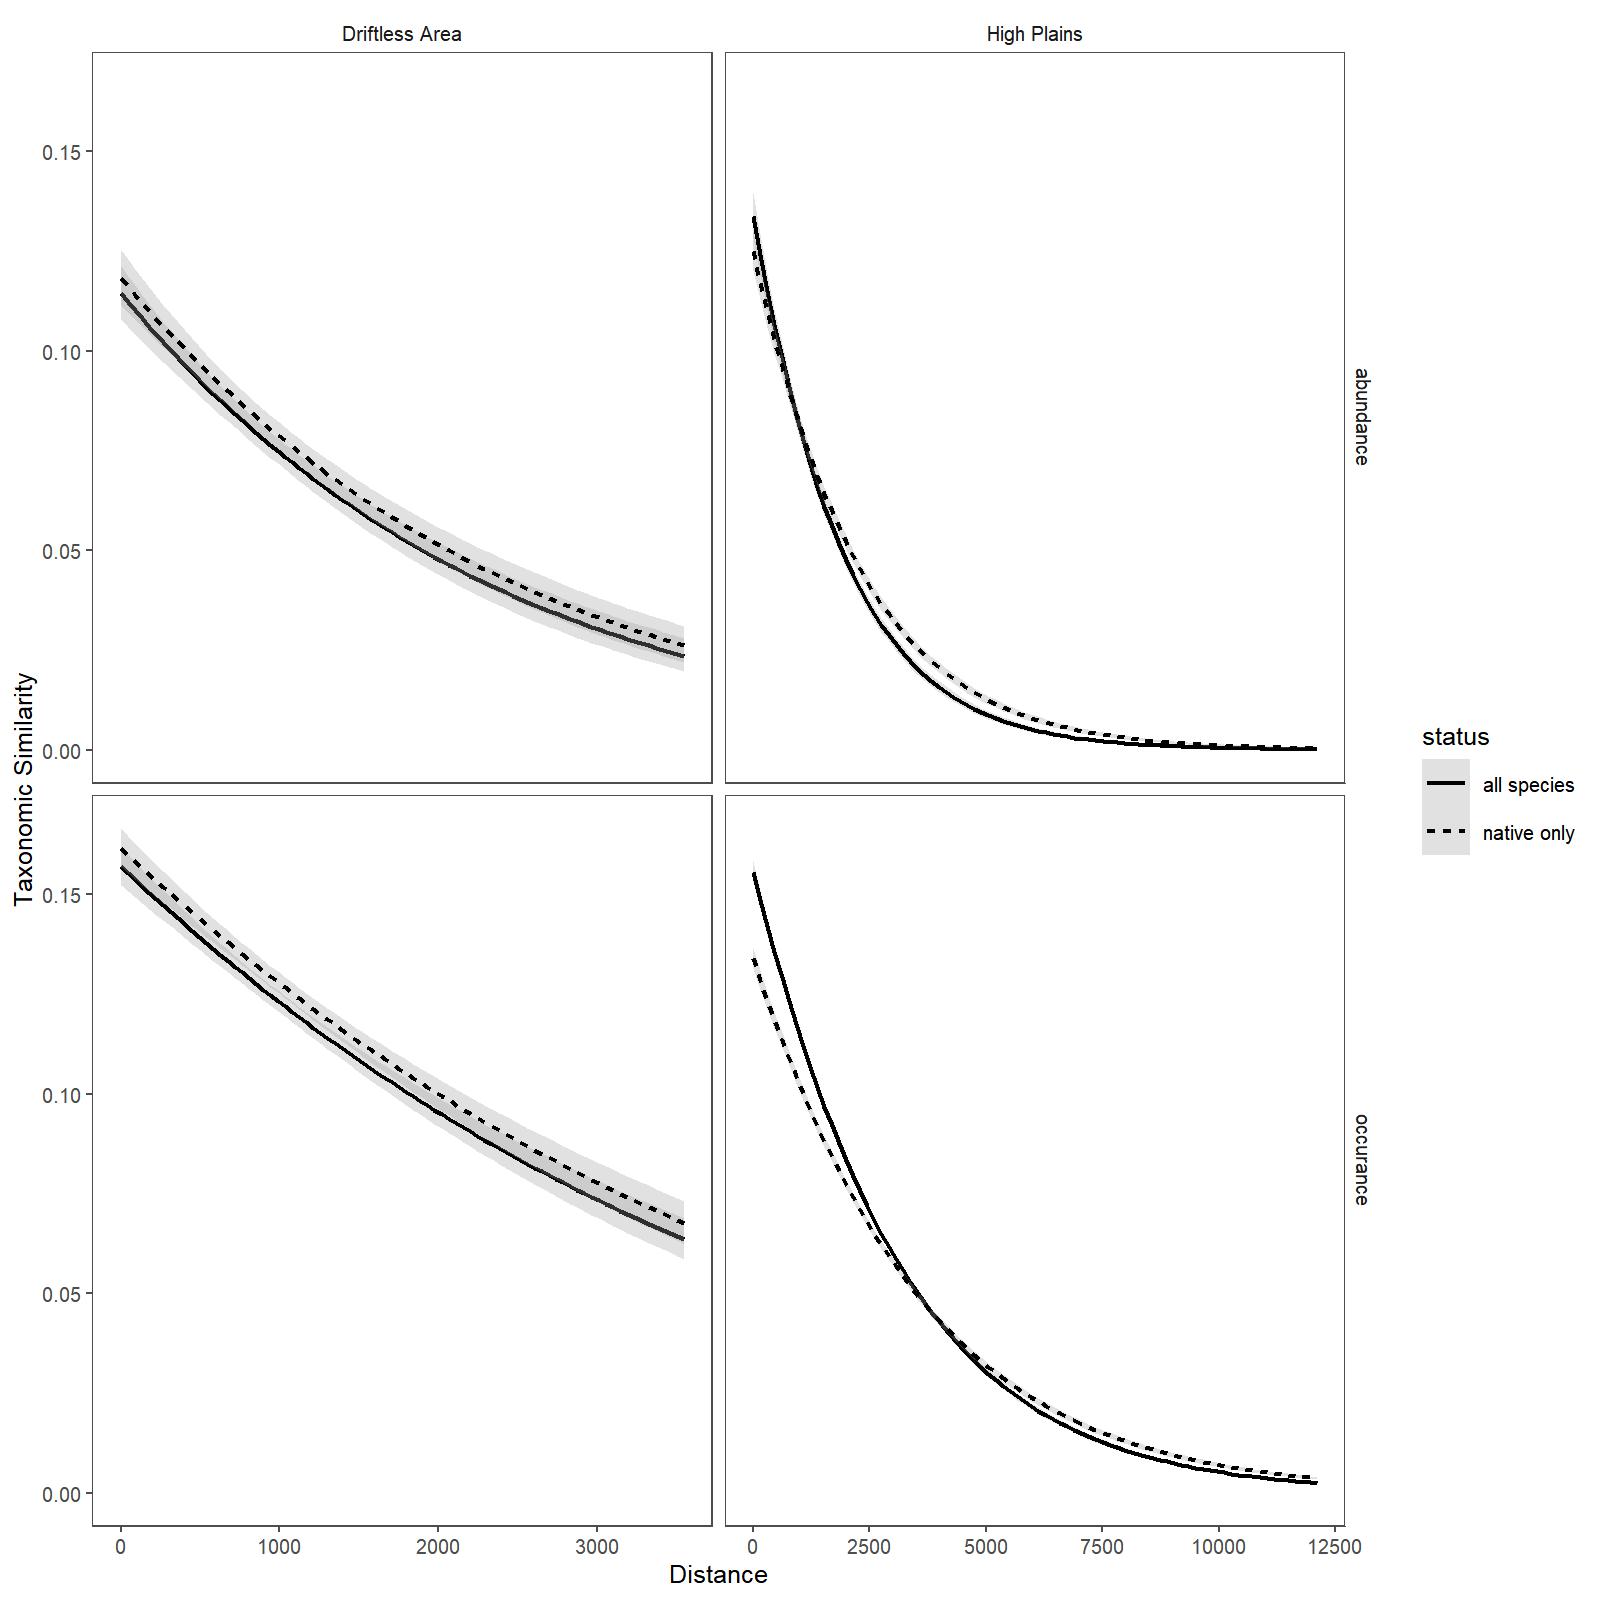 Driftless Area
High Plains
0.15
0.10
0.05
0.00
abundance
Taxonomic Similarity
0.15
0.10
0.05
0.00
occurance
0
1000
2000
3000
0
2500
5000
7500
10000
12500
Distance
status
all species
native only